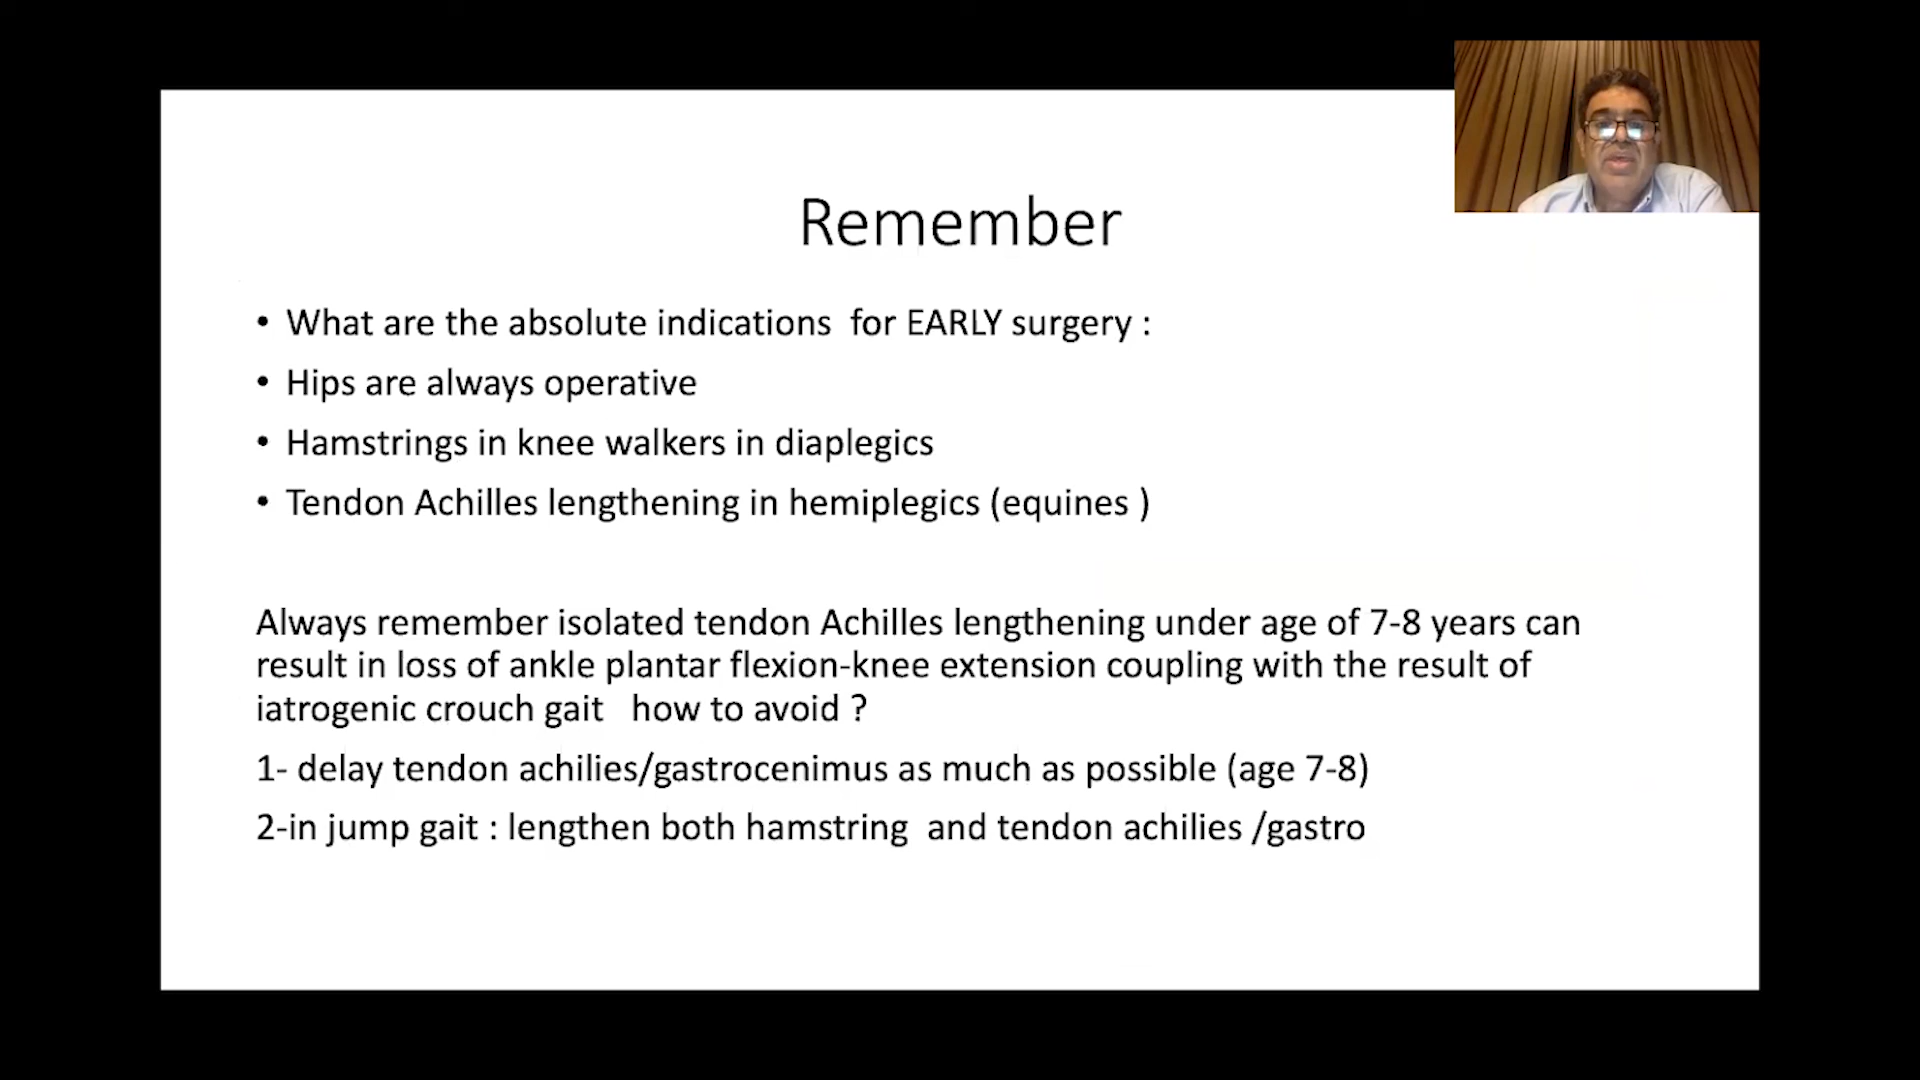 Remember
• What are the absolute indications  for EARLY surgery :
• Hips are always operative
• Hamstrings in knee walkers in diaplegics
• Tendon Achilles lengthening in hemiplegics (equines )
Always remember isolated tendon Achilles lengthening under age of 7-8 years can
result in loss of ankle plantar flexion-knee extension coupling with the result of
iatrogenic crouch gait   how to avoid ?
1- delay tendon achilies/gastrocenimus as much as possible (age 7-8)
2-in jump gait : lengthen both hamstring  and tendon achilies /gastro